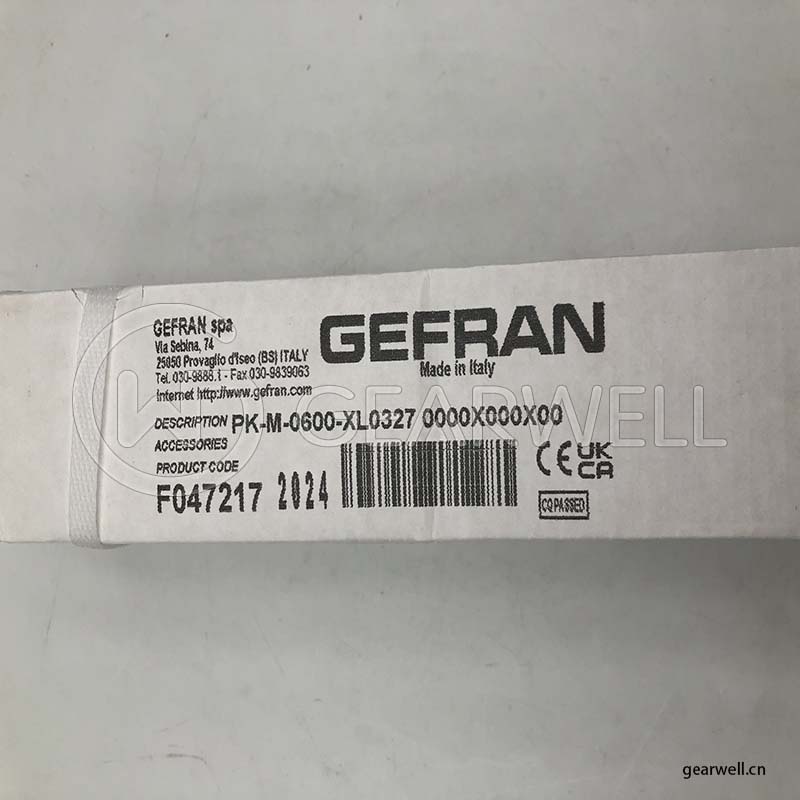 GEFRAN spa
Via Sebina, 74
25050 Provaglio d'Iseo (BS) ITALY
Tel. 030-9888.1 - Fax 030-9839063
Internet http://www.gefran.com
GEFRAN
Made in Italy
DESCRIPTION PK-M-0600-XL0327 0000X000X00
ACCESSORIES
PRODUCT CODE
F047217 2024
CE UK CA
CQ PASSED
GEARWELL
gearwell.cn